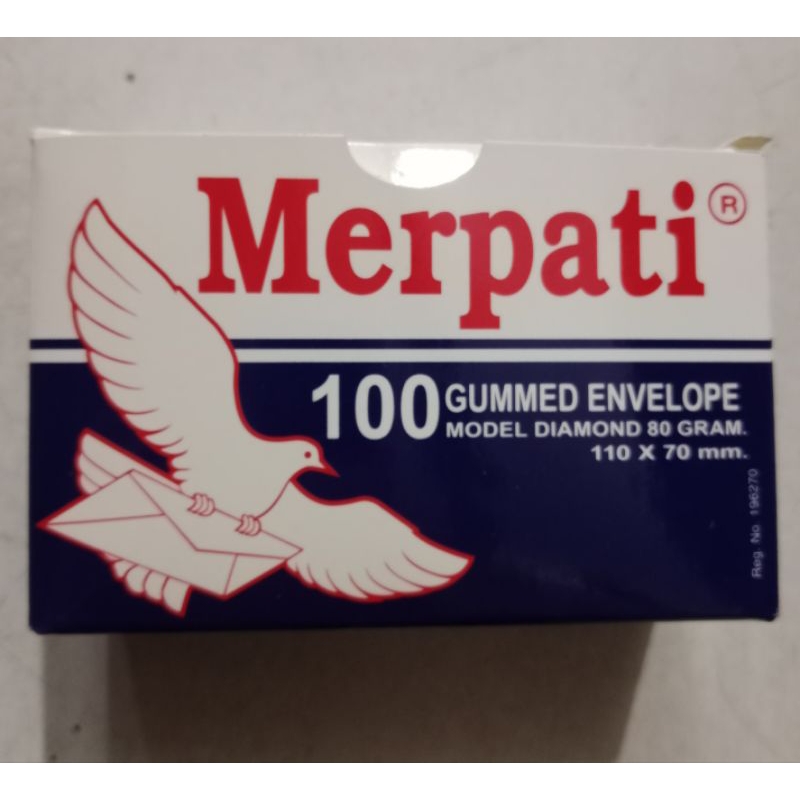 Merpati®
100 GUMMED ENVELOPE
MODEL DIAMOND 80 GRAM.
110 X 70 mm.
Reg. No. 196270